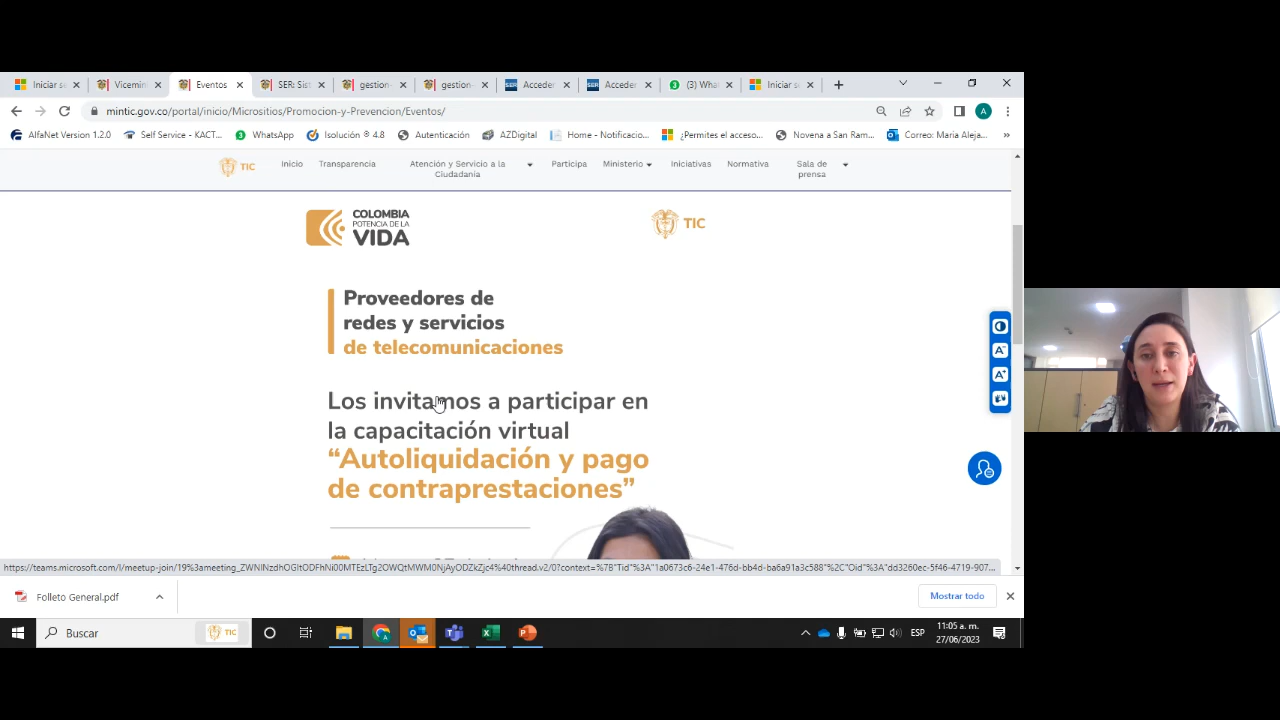 Iniciar se
Vicemin
Eventos
SER: Sist
gestion-
gestion-
Acceder
Acceder
(3) What
Iniciar se
mintic.gov.co/portal/inicio/Micrositios/Promocion-y-Prevencion/Eventos/
A
AlfaNet Version 1.2.0
Self Service - KACT...
WhatsApp
Isolución ® 4.8
Autenticación
AZDigital
Home - Notificacio...
¿Permites el acceso...
Novena a San Ram...
Correo: Maria Aleja...
»
TIC
Inicio
Transparencia
Atención y Servicio a la
Ciudadanía
Participa
Ministerio
Iniciativas
Normativa
Sala de
prensa
COLOMBIA
POTENCIA DE LA
VIDA
TIC
Proveedores de
redes y servicios
de telecomunicaciones
A-
A+
Los invitamos a participar en
la capacitación virtual
“Autoliquidación y pago
de contraprestaciones”
Folleto General.pdf
Mostrar todo
Buscar
TIC
ESP
11:05 a. m.
27/06/2023